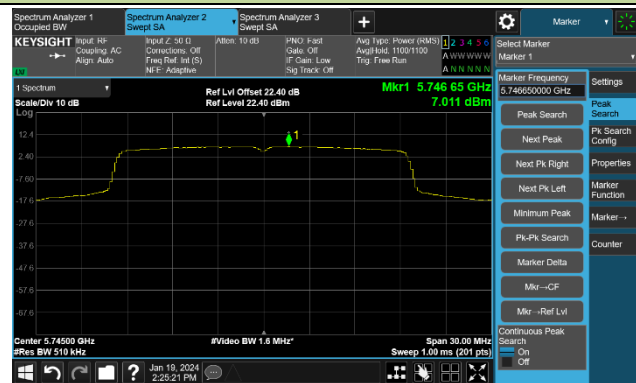 Spectrum Analyzer 1
Occupied BW
Spectrum Analyzer 2
Swept SA
Spectrum Analyzer 3
Swept SA
+
Marker
KEYSIGHT
Input: RF
Coupling: AC
Align: Auto
Input Z: 50 Ω
Corrections: Off
Freq Ref: Int (S)
NFE: Adaptive
Atten: 10 dB
PNO: Fast
Gate: Off
IF Gain: Low
Sig Track: Off
Avg Type: Power (RMS)
Avg|Hold: 1100/1100
Trig: Free Run
1 2 3 4 5 6
A W W W W W
A N N N N N
LV
Select Marker
Marker 1
1 Spectrum
Scale/Div 10 dB
Log
Ref Lvl Offset 22.40 dB
Ref Level 22.40 dBm
Mkr1 5.746 65 GHz
7.011 dBm
12.4
2.40
-7.60
-17.6
-27.6
-37.6
-47.6
-57.6
-67.6
1
Center 5.74500 GHz
#Res BW 510 kHz
#Video BW 1.6 MHz*
Span 30.00 MHz
Sweep 1.00 ms (201 pts)
Marker Frequency
5.746650000 GHz
Peak Search
Next Peak
Next Pk Right
Next Pk Left
Minimum Peak
Pk-Pk Search
Marker Delta
Mkr→CF
Mkr→Ref Lvl
Continuous Peak
Search
On
Off
Settings
Peak
Search
Pk Search
Config
Properties
Marker
Function
Marker→
Counter
?
Jan 19, 2024
2:25:21 PM